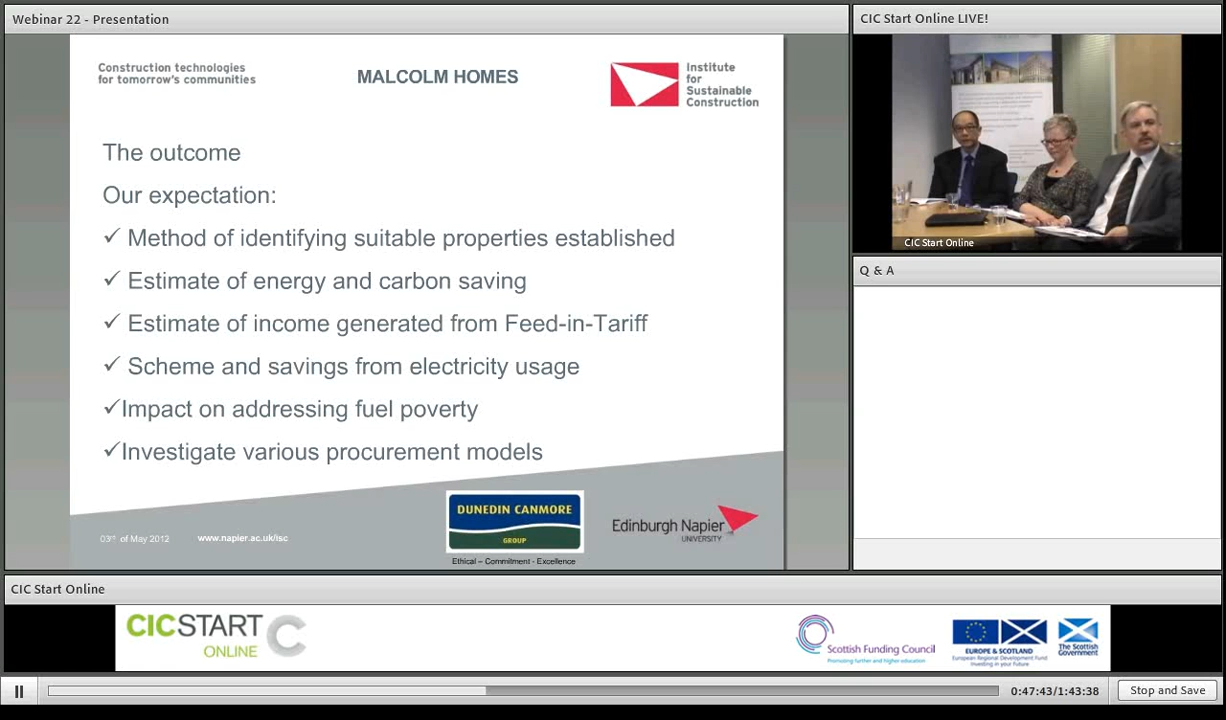 Webinar 22 - Presentation
CIC Start Online LIVE!
Construction technologies
for tomorrow's communities
MALCOLM HOMES
Institute
for
Sustainable
Construction
The outcome
Our expectation:
✓ Method of identifying suitable properties established
✓ Estimate of energy and carbon saving
✓ Estimate of income generated from Feed-in-Tariff
✓ Scheme and savings from electricity usage
✓Impact on addressing fuel poverty
✓Investigate various procurement models
03rd of May 2012
www.napier.ac.uk/isc
DUNEDIN CANMORE
GROUP
Ethical – Commitment - Excellence
Edinburgh Napier
UNIVERSITY
CIC Start Online
Q & A
CIC Start Online
CICSTART
ONLINE
Scottish Funding Council
Promoting further and higher education
EUROPE & SCOTLAND
European Regional Development Fund
Investing in your Future
The Scottish
Government
0:47:43/1:43:38
Stop and Save